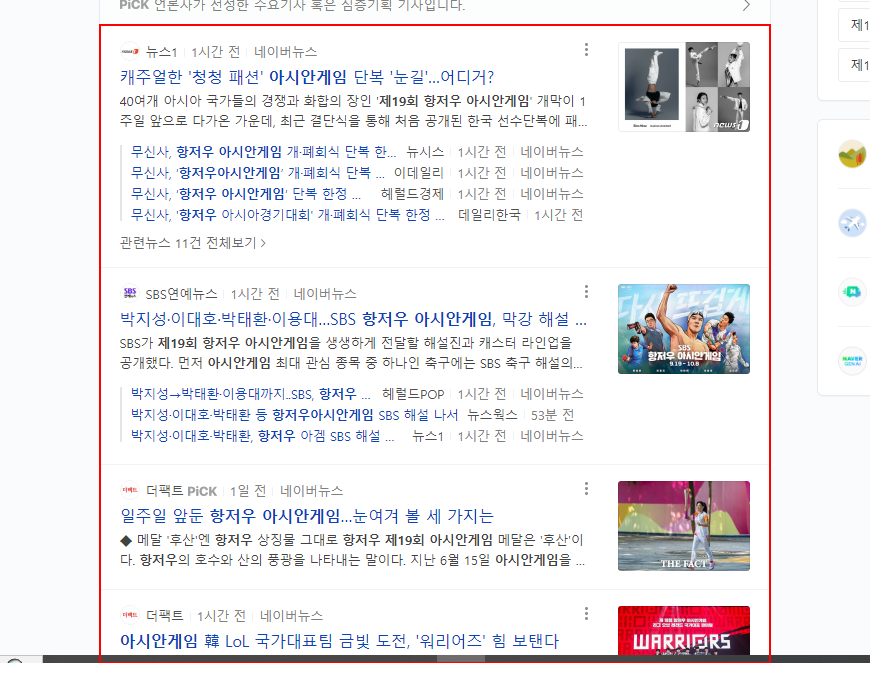 PiCK 언론사가 선정한 주요기사 혹은 심층기획 기사입니다.
뉴스1 1시간 전 네이버뉴스
캐주얼한 '청청 패션' 아시안게임 단복 '눈길'...어디거?
40여개 아시아 국가들의 경쟁과 화합의 장인 '제19회 항저우 아시안게임' 개막이 1
주일 앞으로 다가온 가운데, 최근 결단식을 통해 처음 공개된 한국 선수단복에 패...
news1
무신사, 항저우 아시안게임 개·폐회식 단복 한... 뉴시스 1시간 전 네이버뉴스
무신사, '항저우아시안게임' 개·폐회식 단복 ... 이데일리 1시간 전 네이버뉴스
무신사, '항저우 아시안게임' 단복 한정 ... 헤럴드경제 1시간 전 네이버뉴스
무신사, '항저우 아시아경기대회' 개·폐회식 단복 한정 ... 데일리한국 1시간 전
관련뉴스 11건 전체보기 >
SBS SBS연예뉴스 1시간 전 네이버뉴스
박지성·이대호·박태환·이용대...SBS 항저우 아시안게임, 막강 해설 ...
SBS가 제19회 항저우 아시안게임을 생생하게 전달할 해설진과 캐스터 라인업을
공개했다. 먼저 아시안게임 최대 관심 종목 중 하나인 축구에는 SBS 축구 해설의...
다시 뜨겁게
SBS
항저우 아시안게임
9.19 - 10.8
박지성→박태환·이용대까지..SBS, 항저우 ... 헤럴드POP 1시간 전 네이버뉴스
박지성·이대호·박태환 등 항저우아시안게임 SBS 해설 나서 뉴스웍스 53분 전
박지성·이대호·박태환, 항저우 아겜 SBS 해설 ... 뉴스1 1시간 전 네이버뉴스
더팩트 더팩트 PiCK 1일 전 네이버뉴스
일주일 앞둔 항저우 아시안게임...눈여겨 볼 세 가지는
◆ 메달 '후산'엔 항저우 상징물 그대로 항저우 제19회 아시안게임 메달은 '후산'이
다. 항저우의 호수와 산의 풍광을 나타내는 말이다. 지난 6월 15일 아시안게임을 ...
THE FACT
더팩트 더팩트 1시간 전 네이버뉴스
아시안게임 韓 LoL 국가대표팀 금빛 도전, '워리어즈' 힘 보탠다
WARRIORS
제1
제1
N
NAVER